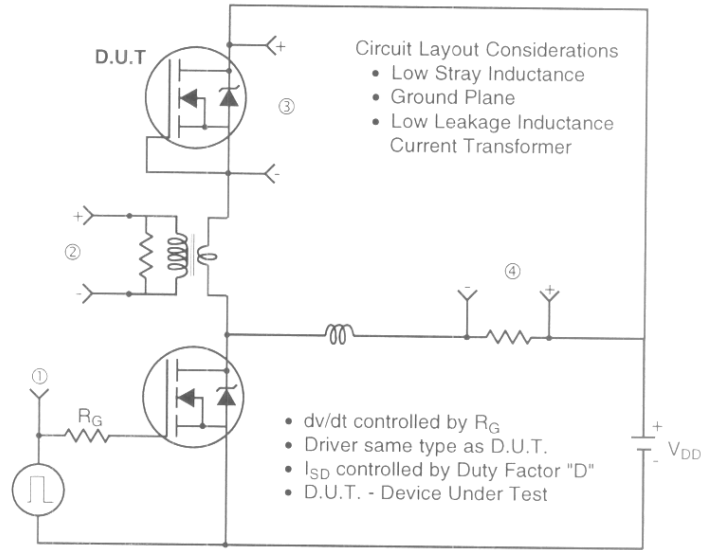 D.U.T
+
Circuit Layout Considerations
• Low Stray Inductance
• Ground Plane
• Low Leakage Inductance
Current Transformer
③
-
+
②
-
④
- +
①
R_G
• dv/dt controlled by R_G
• Driver same type as D.U.T.
• I_SD controlled by Duty Factor "D"
• D.U.T. - Device Under Test
+
V_DD
-